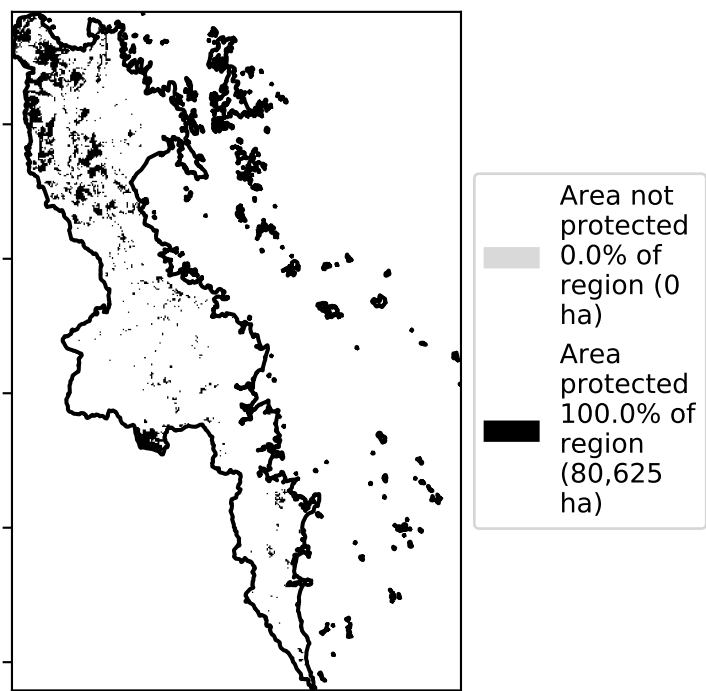 Area not
protected
0.0% of
region (0
ha)
Area
protected
100.0% of
region
(80,625
ha)